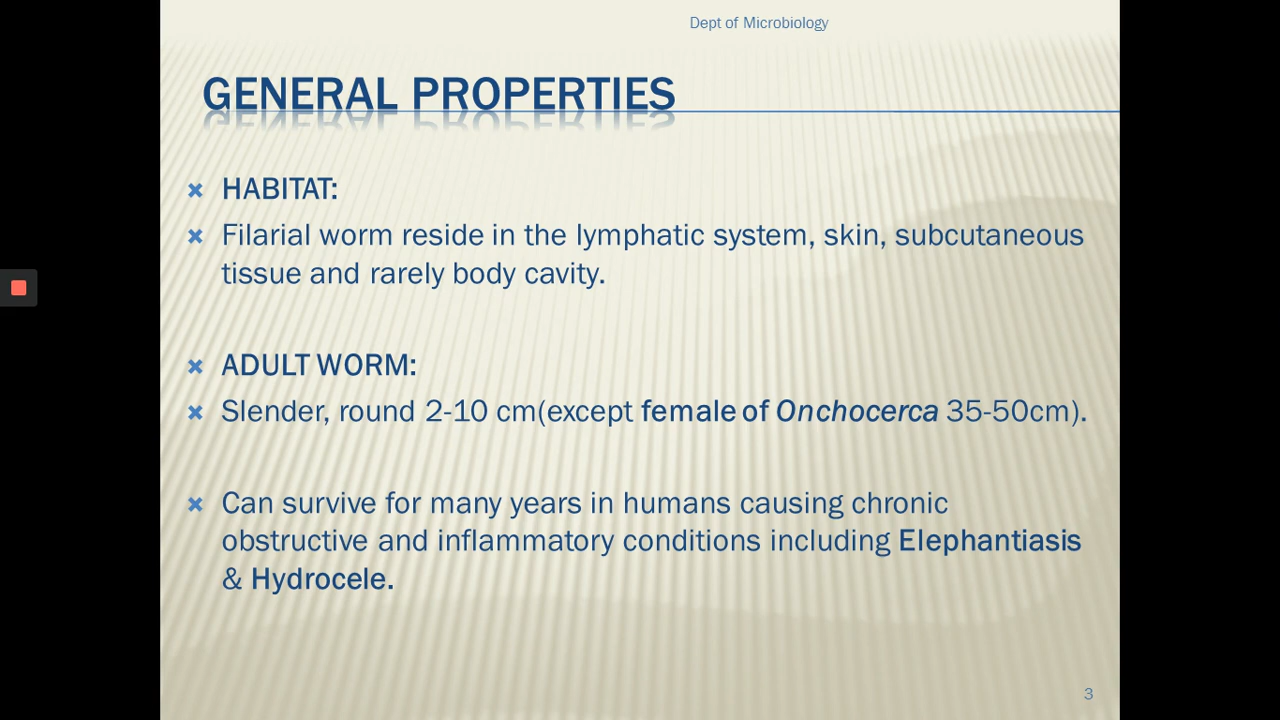 Dept of Microbiology
GENERAL PROPERTIES
HABITAT:
Filarial worm reside in the lymphatic system, skin, subcutaneous
tissue and rarely body cavity.
ADULT WORM:
Slender, round 2-10 cm(except female of Onchocerca 35-50cm).
Can survive for many years in humans causing chronic
obstructive and inflammatory conditions including Elephantiasis
& Hydrocele.
3